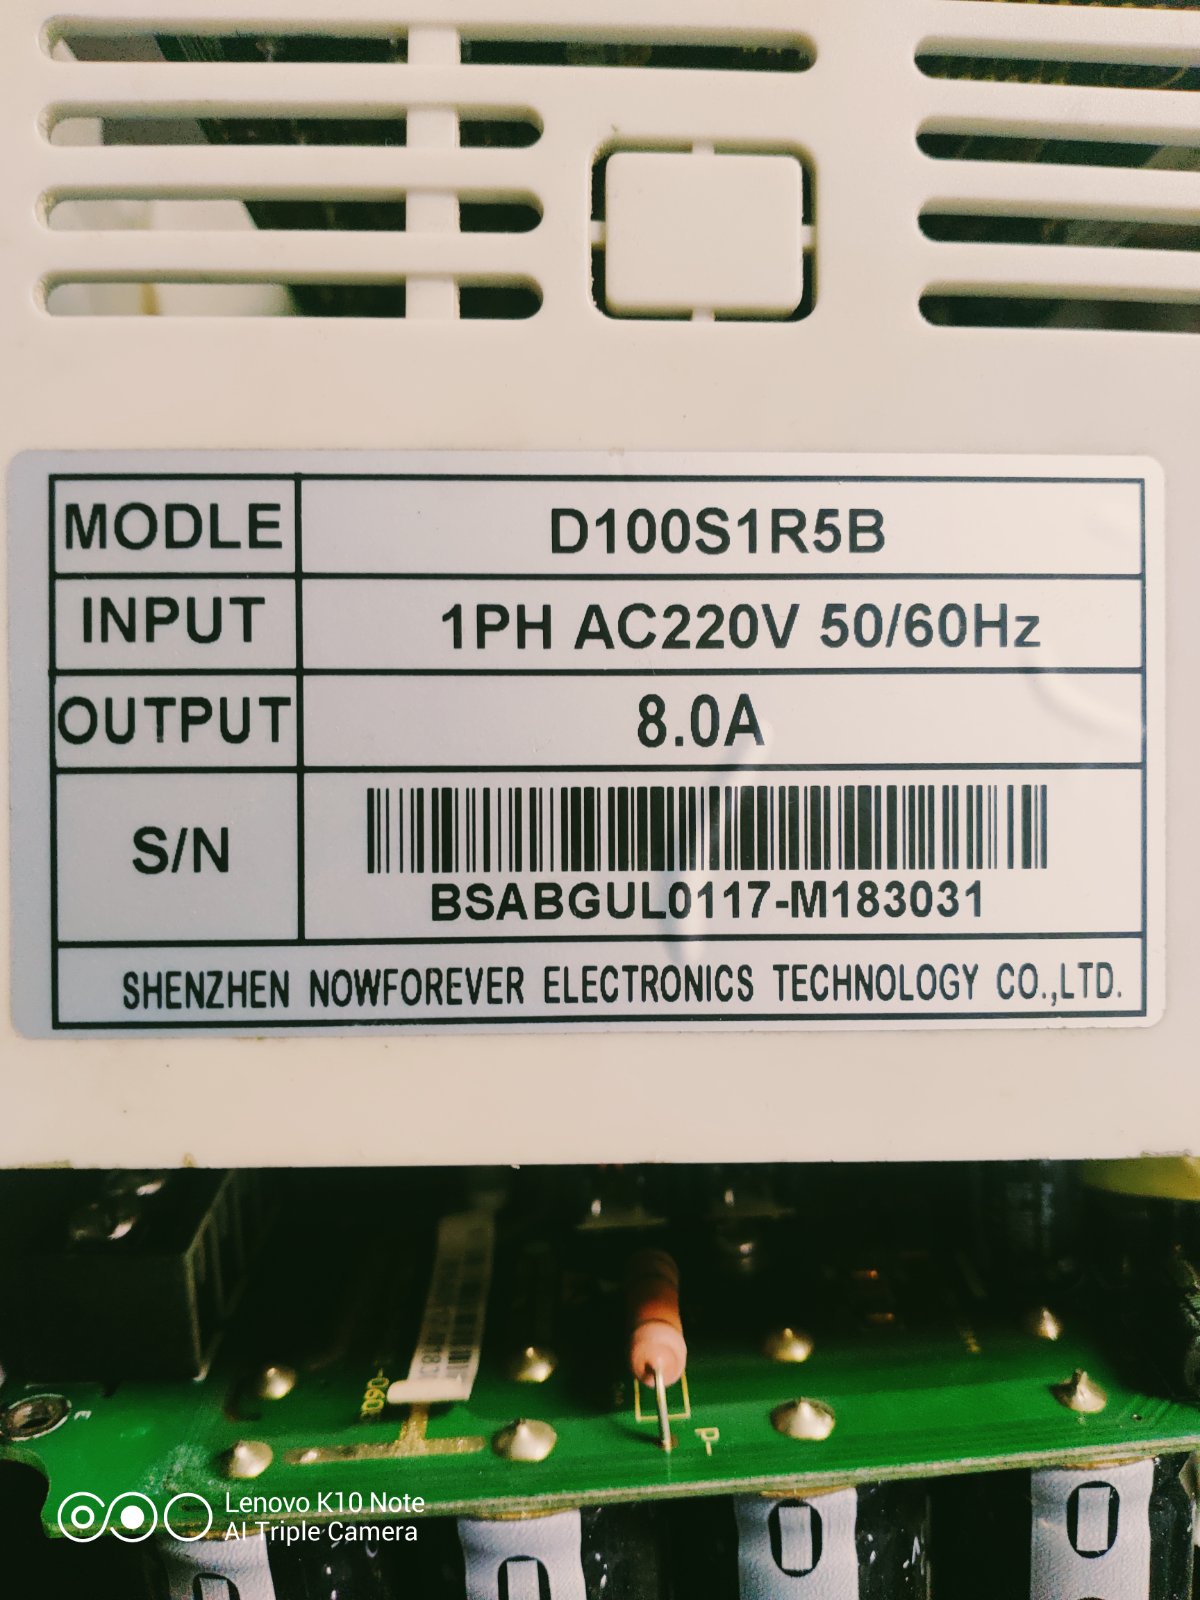 MODLE D100S1R5B
INPUT 1PH AC220V 50/60Hz
OUTPUT 8.0A
S/N BSABGUL0117-M183031
SHENZHEN NOWFOREVER ELECTRONICS TECHNOLOGY CO.,LTD.
P-
Lenovo K10 Note
AI Triple Camera